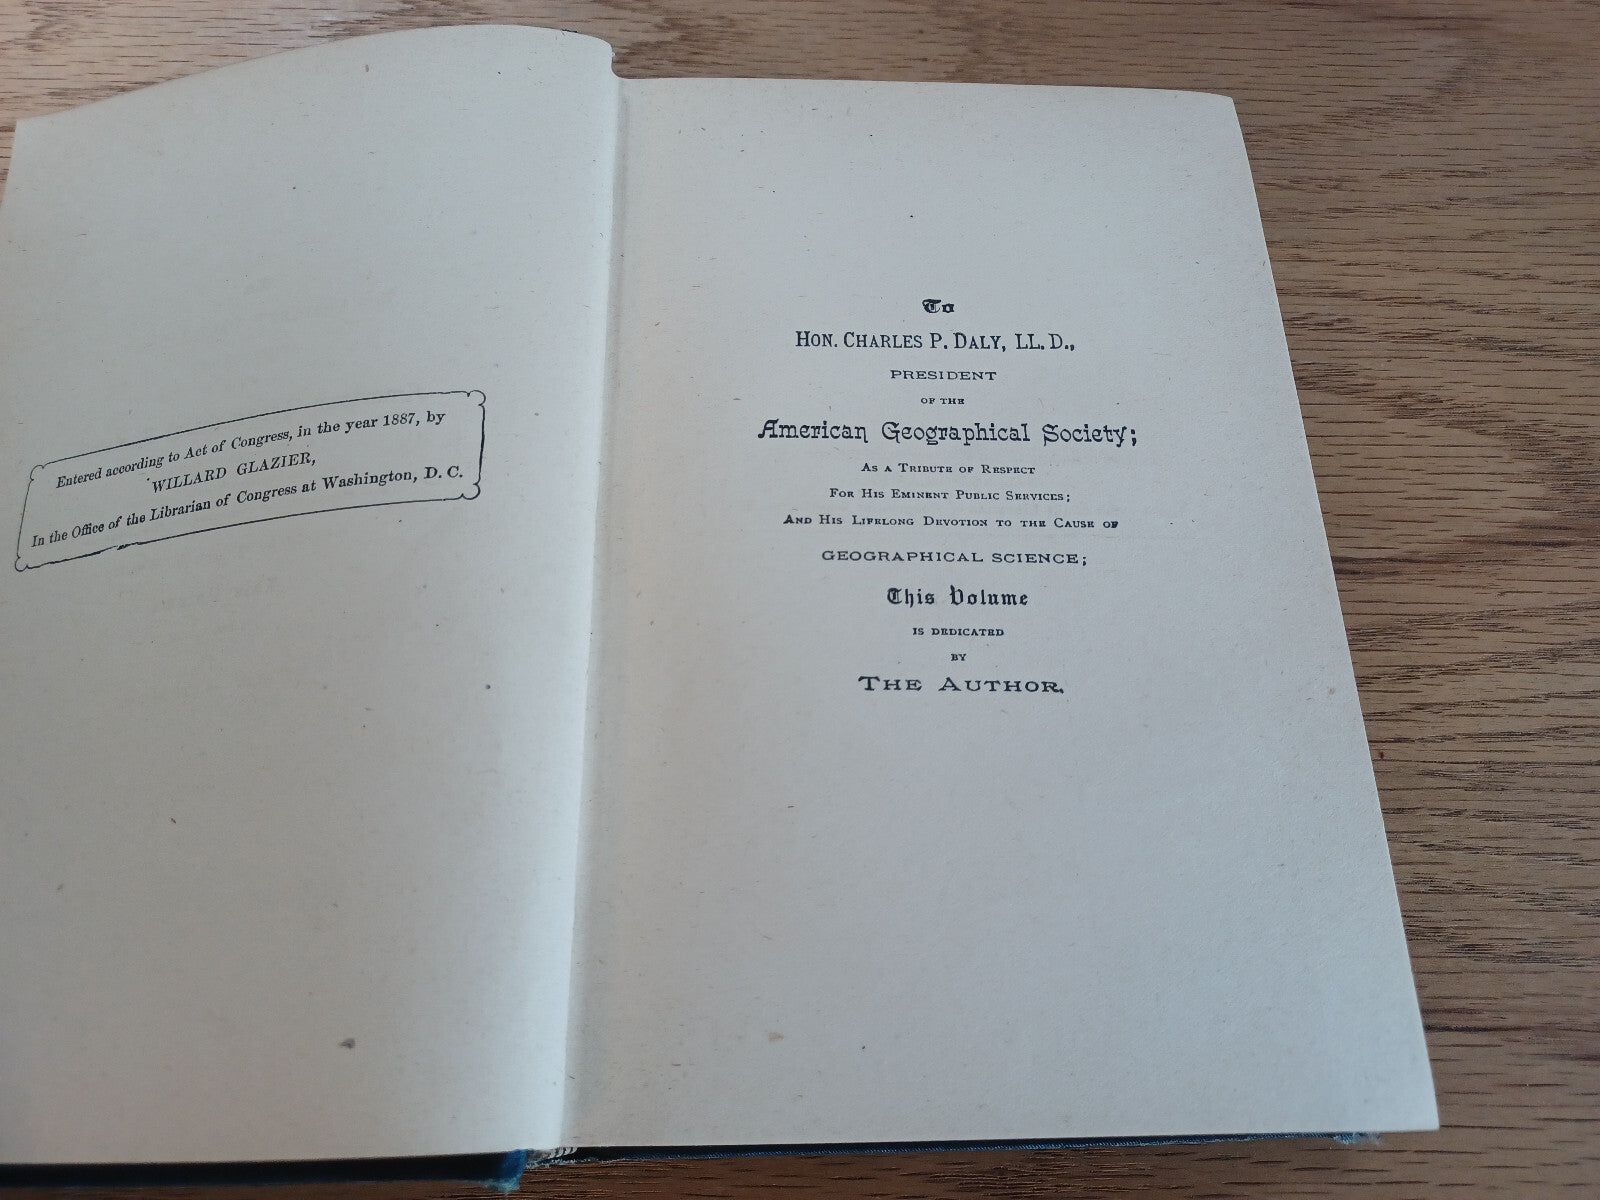 Entered according to Act of Congress, in the year 1887, by
WILLARD GLAZIER,
In the Office of the Librarian of Congress at Washington, D. C.
To
HON. CHARLES P. DALY, LL. D.,
PRESIDENT
OF THE
American Geographical Society;
AS A TRIBUTE OF RESPECT
FOR HIS EMINENT PUBLIC SERVICES;
AND HIS LIFELONG DEVOTION TO THE CAUSE OF
GEOGRAPHICAL SCIENCE;
This Volume
IS DEDICATED
BY
THE AUTHOR.